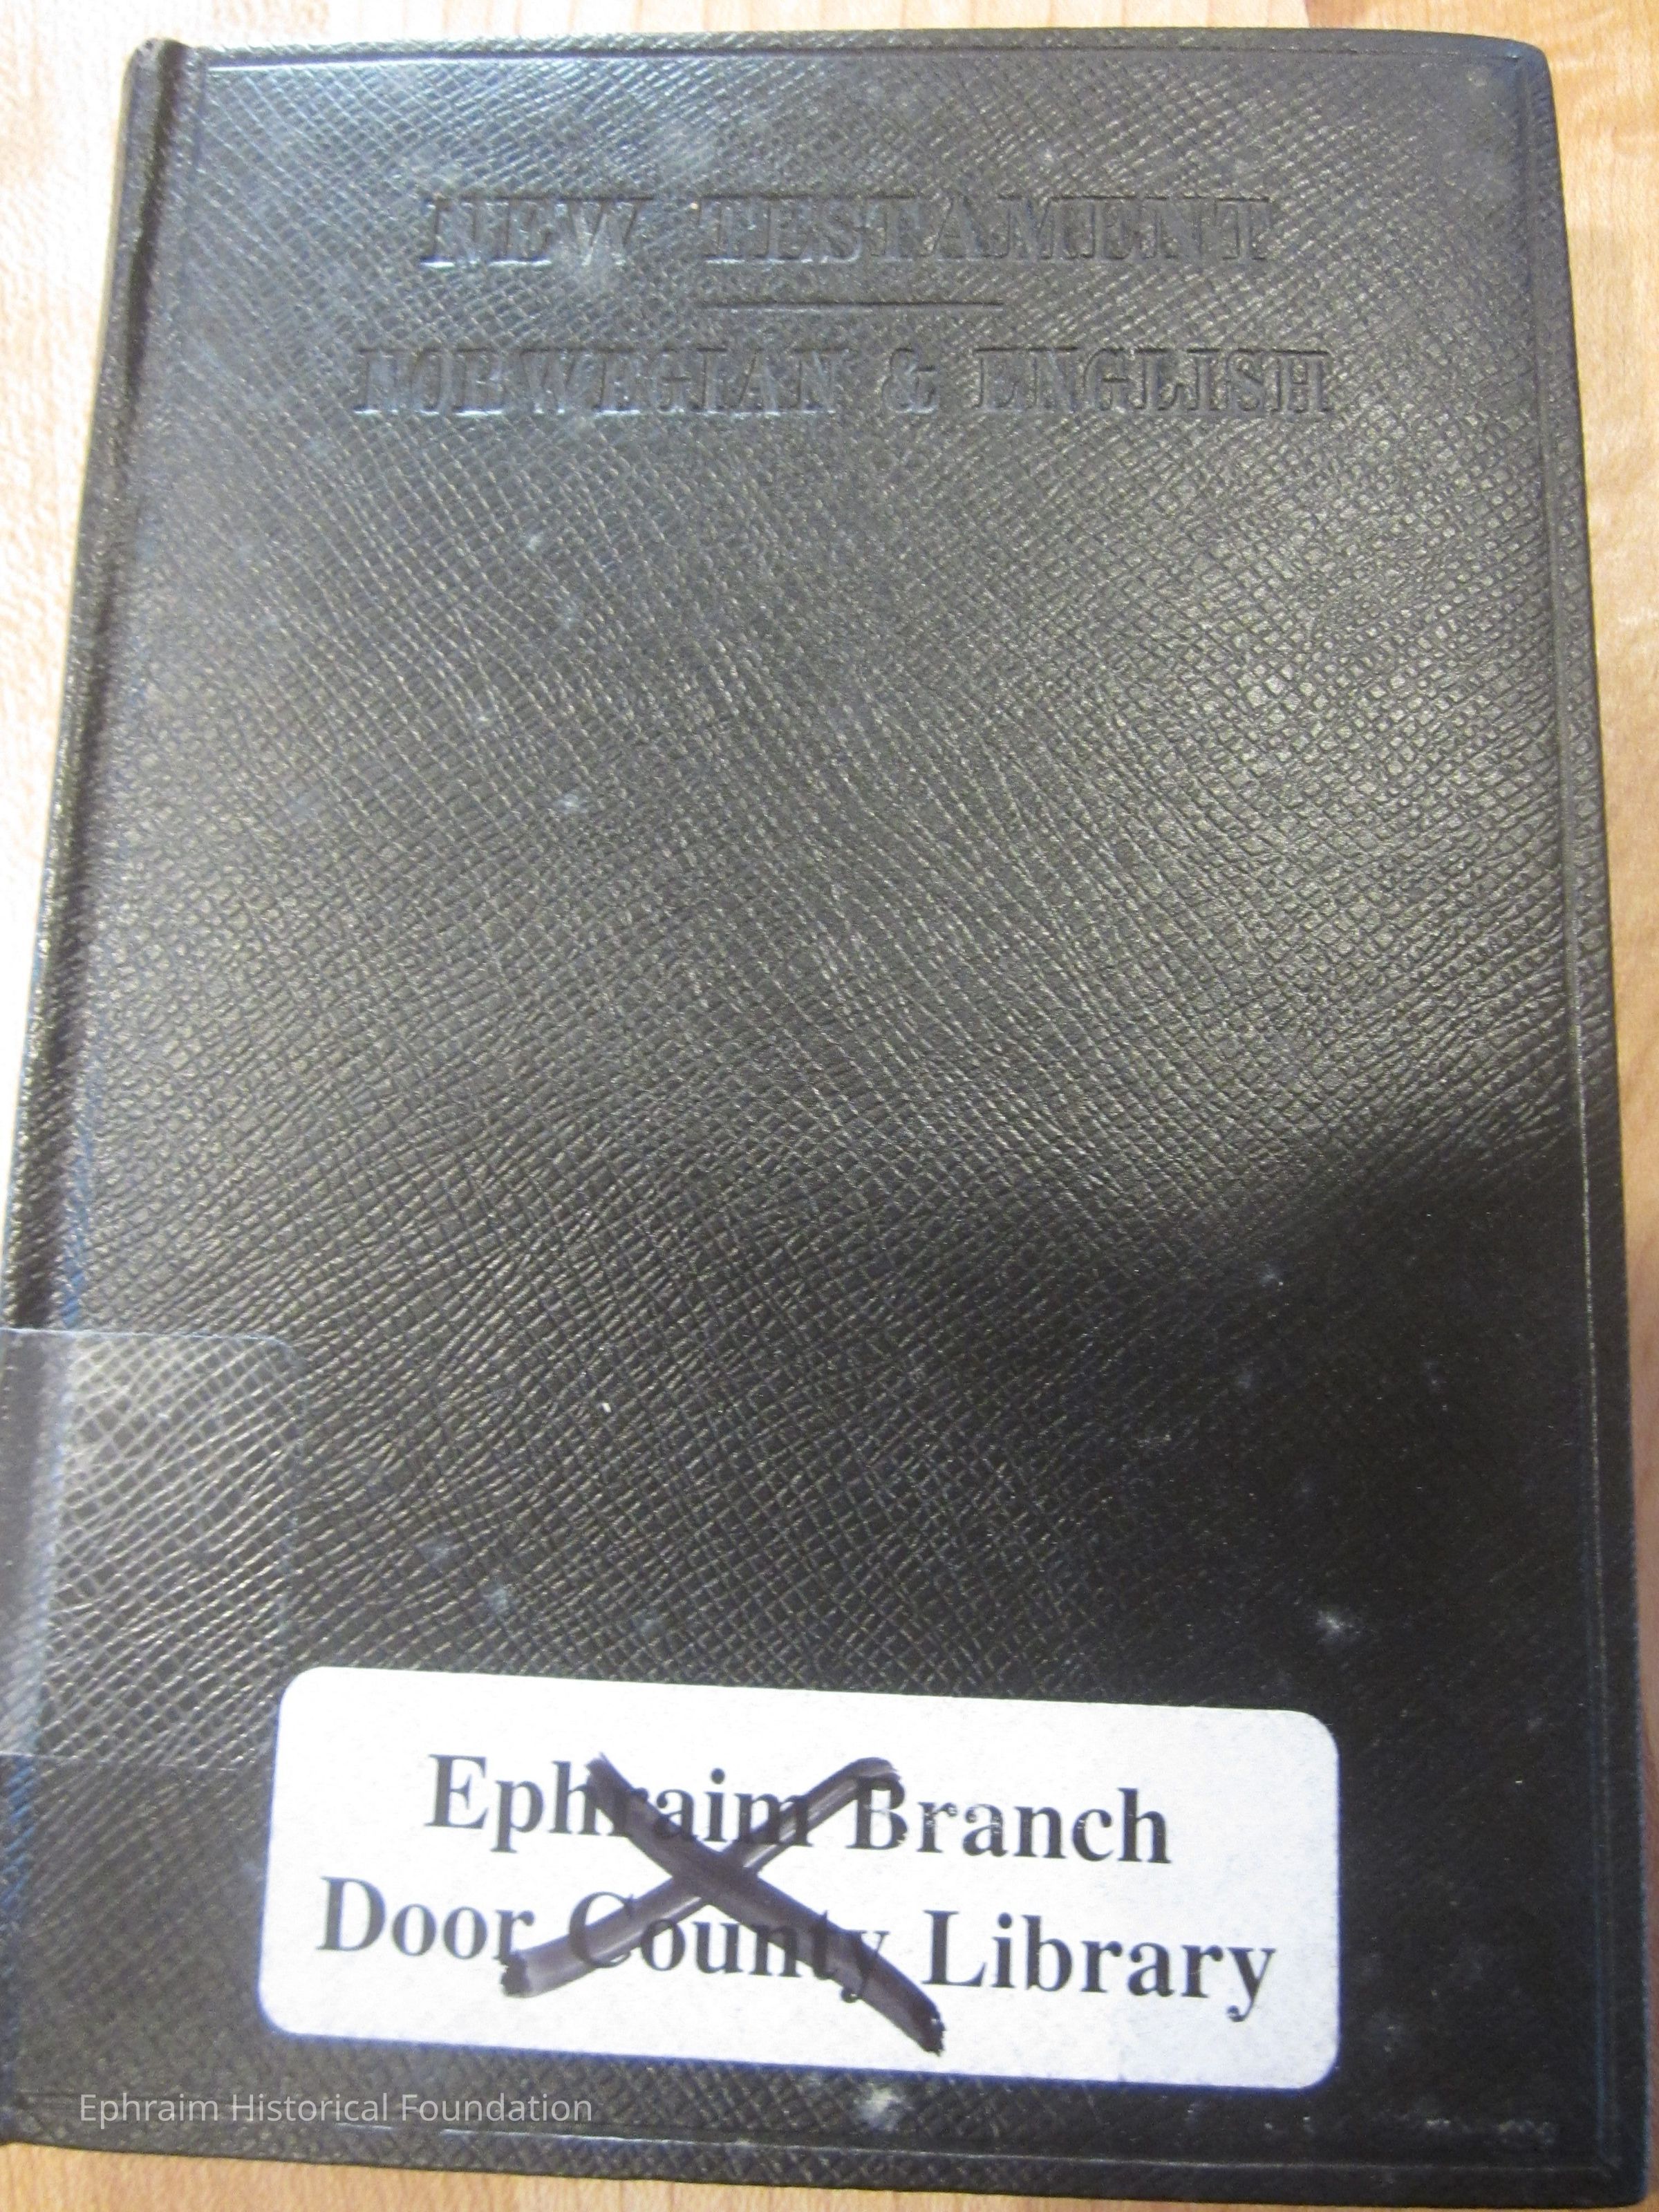 NEW TESTAMENT
NORWEGIAN & ENGLISH
Ephraim Branch
Door County Library
Ephraim Historical Foundation